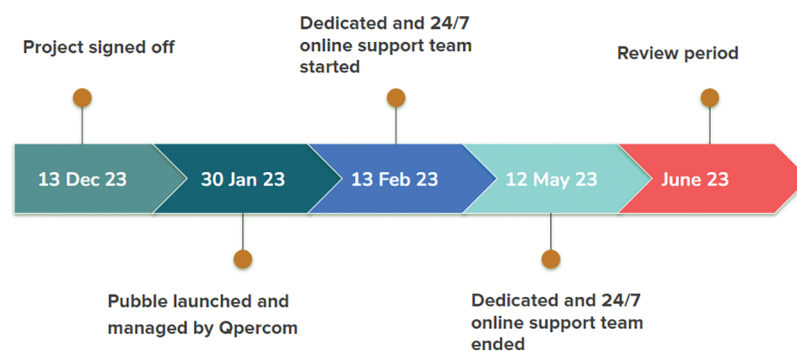 Project signed off
Dedicated and 24/7
online support team
started
Review period
13 Dec 23
30 Jan 23
13 Feb 23
12 May 23
June 23
Pubble launched and
managed by Qpercom
Dedicated and 24/7
online support team
ended